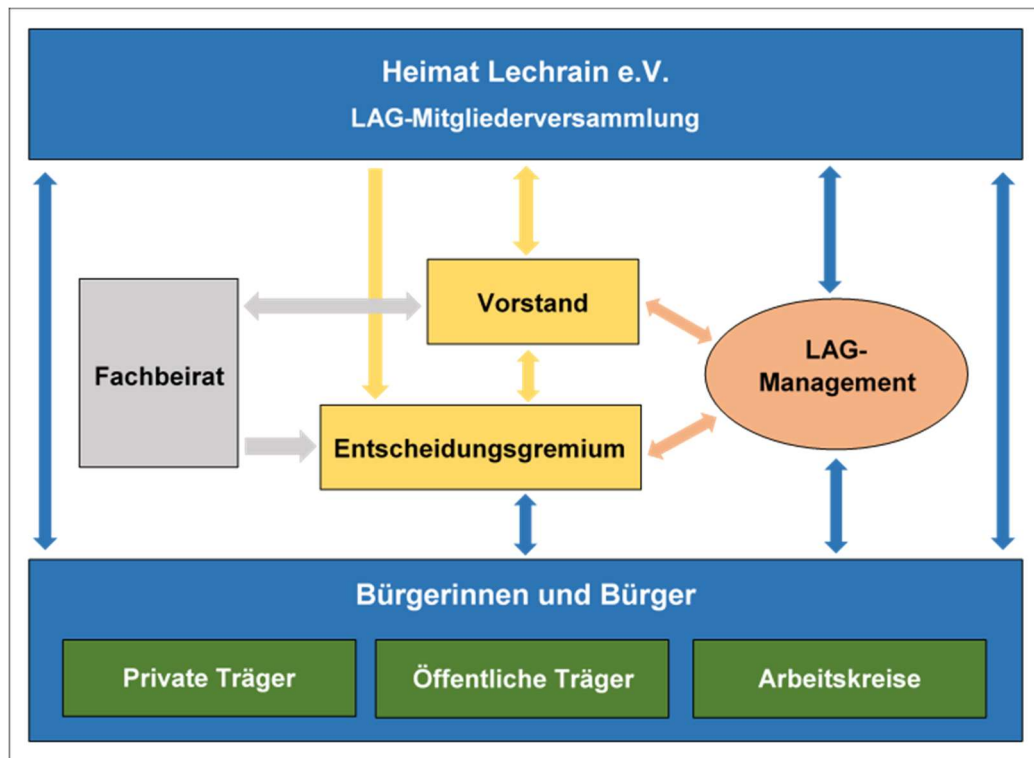 Heimat Lechrain e.V.
LAG-Mitgliederversammlung
Vorstand
Fachbeirat
LAG-
Management
Entscheidungsgremium
Bürgerinnen und Bürger
Private Träger
Öffentliche Träger
Arbeitskreise